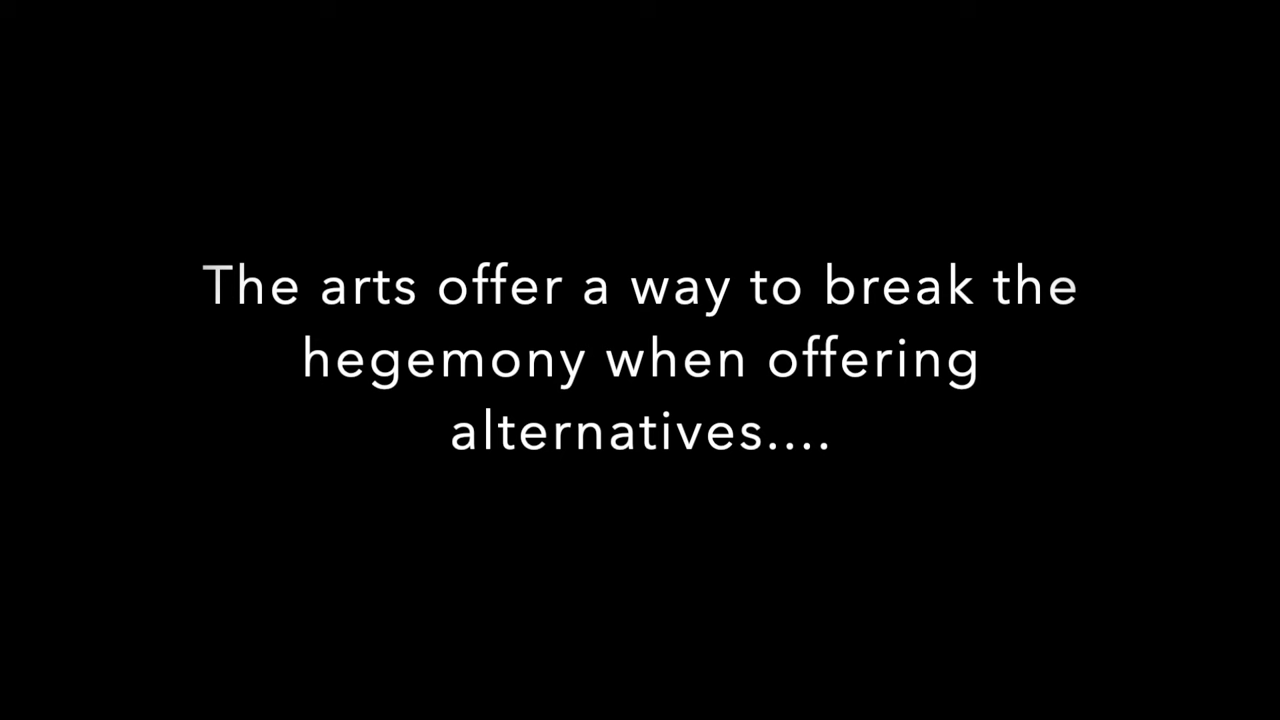 The arts offer a way to break the
hegemony when offering
alternatives....